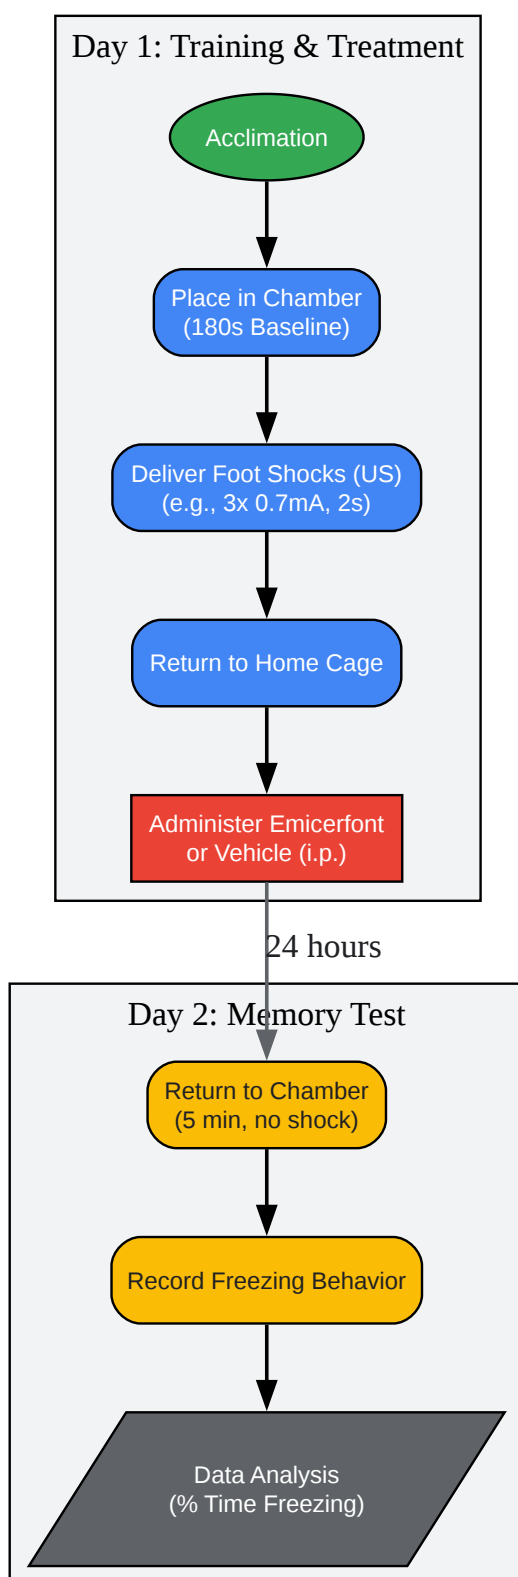 Day 1: Training & Treatment
Acclimation
Place in Chamber
(180s Baseline)
Deliver Foot Shocks (US)
(e.g., 3x 0.7mA, 2s)
Return to Home Cage
Administer Emicerfont
or Vehicle (i.p.)
24 hours
Day 2: Memory Test
Return to Chamber
(5 min, no shock)
Record Freezing Behavior
Data Analysis
(% Time Freezing)